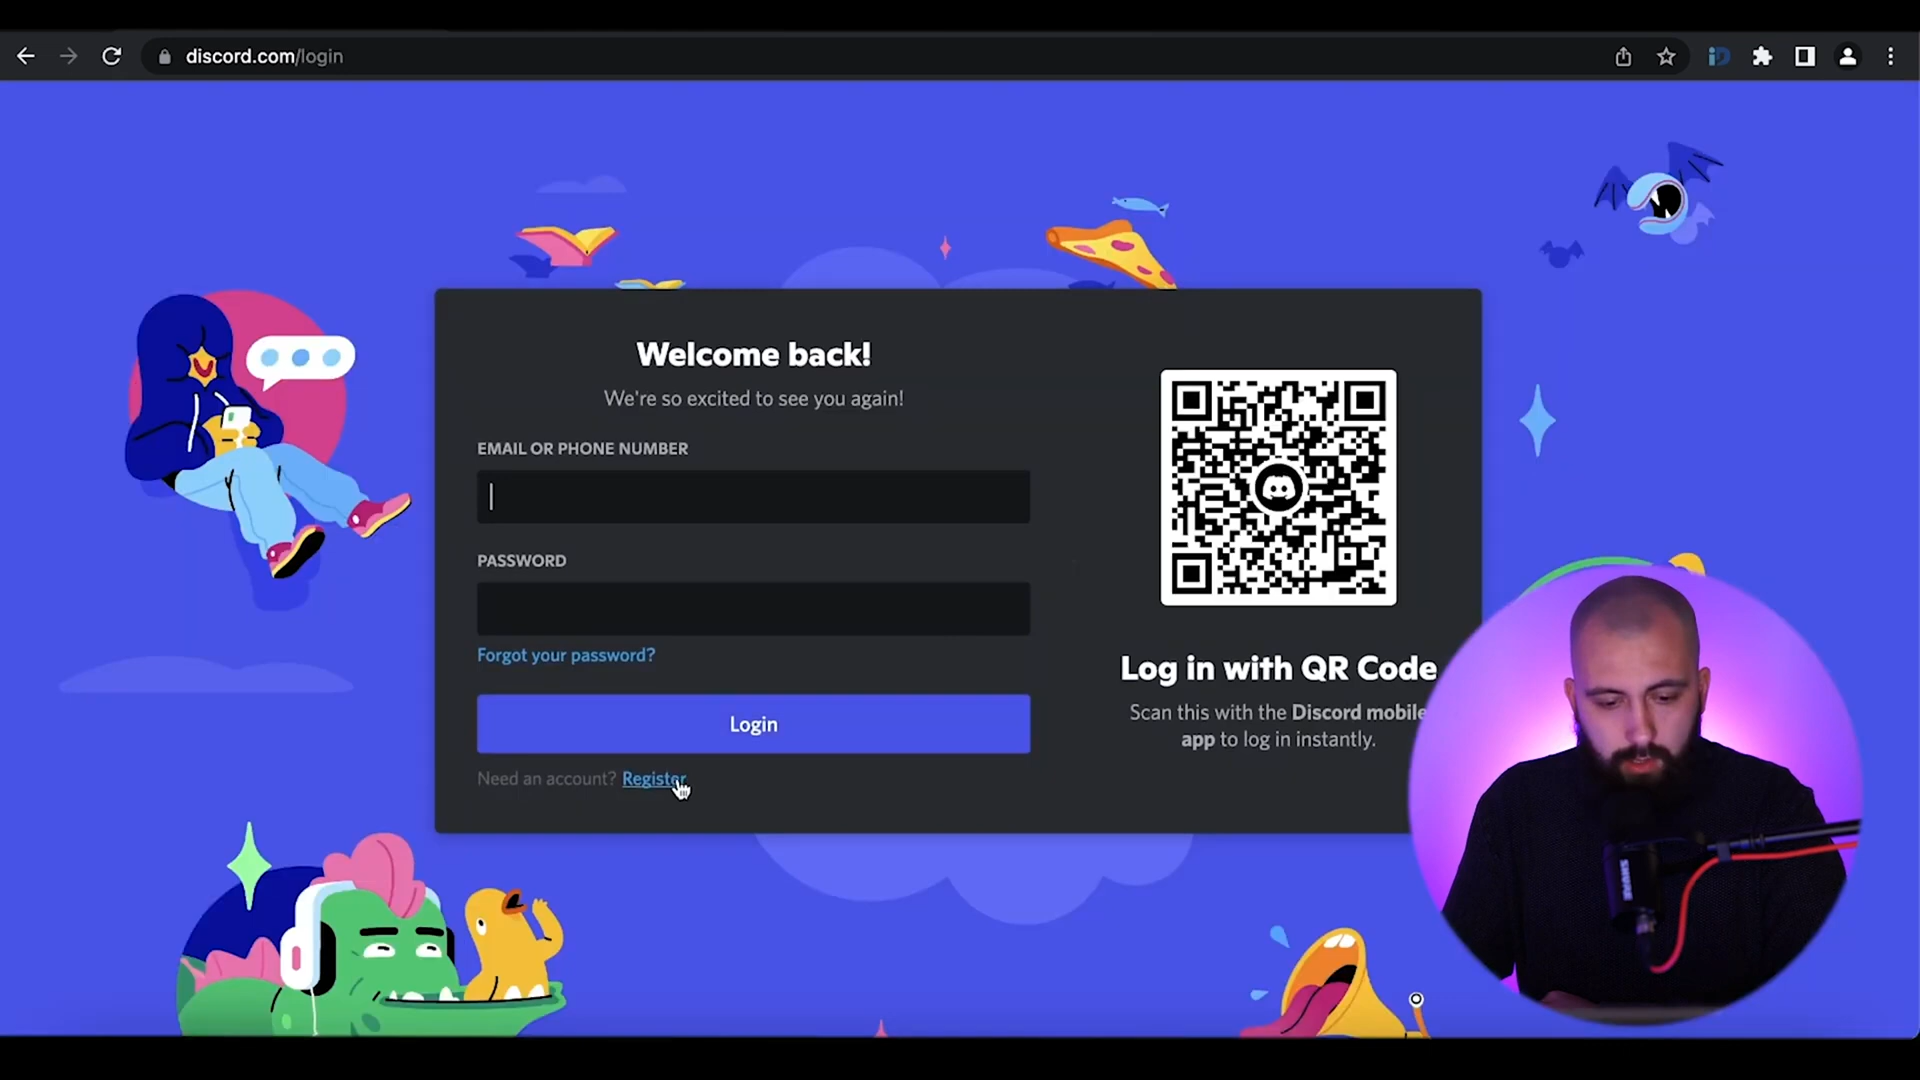 discord.com/login
Welcome back!
We're so excited to see you again!
EMAIL OR PHONE NUMBER
PASSWORD
Forgot your password?
Login
Need an account? Register
Log in with QR Code
Scan this with the Discord mobile
app to log in instantly.
SHURE